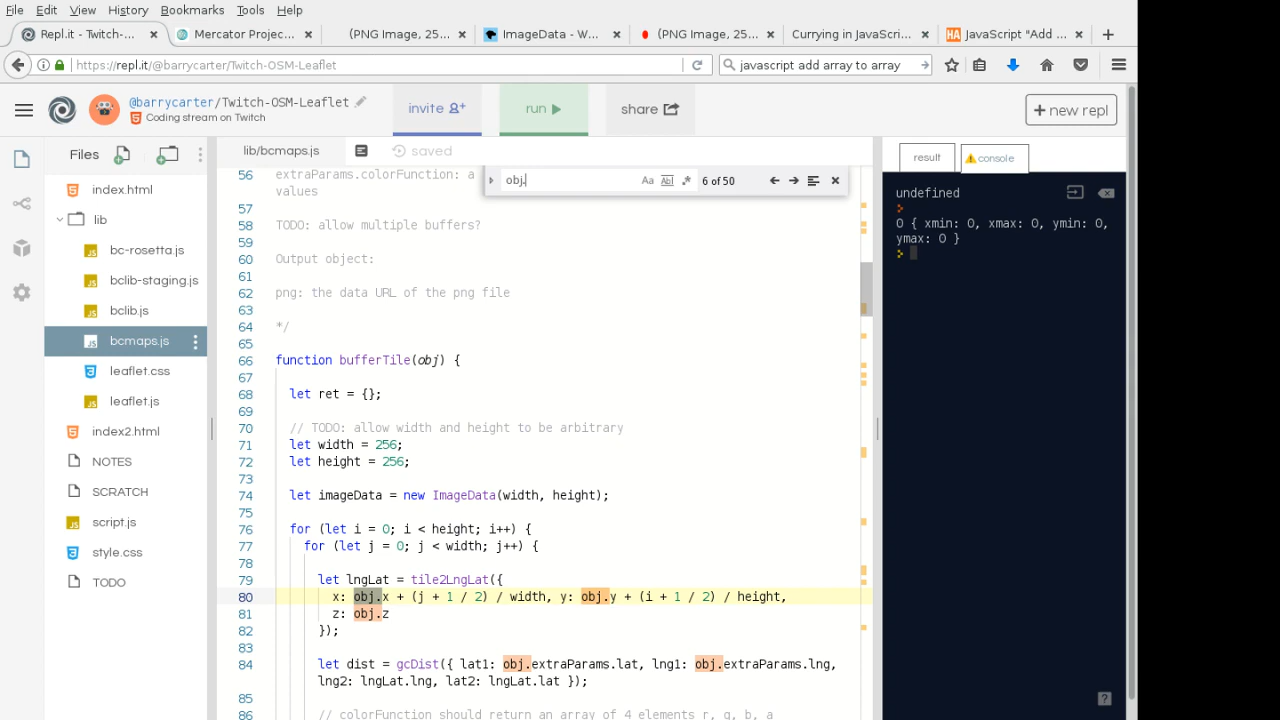 File Edit View History Bookmarks Tools Help
Repl.it - Twitch-... × Mercator Projec... × (PNG Image, 25... × ImageData - W... × (PNG Image, 25... × Currying in JavaScri... × HA JavaScript "Add ... × +
https://repl.it/@barrycarter/Twitch-OSM-Leaflet javascript add array to array
@barrycarter/Twitch-OSM-Leaflet
Coding stream on Twitch
invite
run
share
+ new repl
Files
lib/bcmaps.js
saved
result
console
index.html
lib
bc-rosetta.js
bclib-staging.js
bclib.js
bcmaps.js
leaflet.css
leaflet.js
index2.html
NOTES
SCRATCH
script.js
style.css
TODO
obj.
Aa Abl .* 6 of 50
56 extraParams.colorFunction: a
values
57
58 TODO: allow multiple buffers?
59
60 Output object:
61
62 png: the data URL of the png file
63
64 */
65
66 function bufferTile(obj) {
67
68 let ret = {};
69
70 // TODO: allow width and height to be arbitrary
71 let width = 256;
72 let height = 256;
73
74 let imageData = new ImageData(width, height);
75
76 for (let i = 0; i < height; i++) {
77 for (let j = 0; j < width; j++) {
78
79 let lngLat = tile2LngLat({
80 x: obj.x + (j + 1 / 2) / width, y: obj.y + (i + 1 / 2) / height,
81 z: obj.z
82 });
83
84 let dist = gcDist({ lat1: obj.extraParams.lat, lng1: obj.extraParams.lng,
lng2: lngLat.lng, lat2: lngLat.lat });
85
86 // colorFunction should return an array of 4 elements r, g, b, a
undefined
>
0 { xmin: 0, xmax: 0, ymin: 0,
ymax: 0 }
>
?